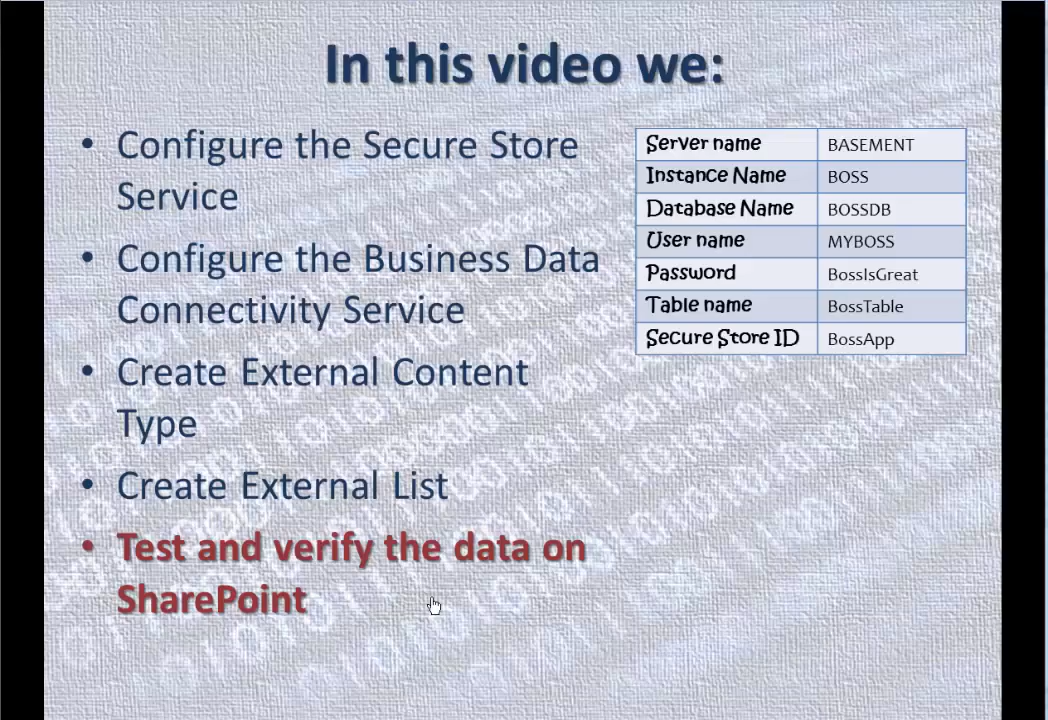 In this video we:
• Configure the Secure Store
Service
• Configure the Business Data
Connectivity Service
• Create External Content
Type
• Create External List
• Test and verify the data on
SharePoint
Server name BASEMENT
Instance Name BOSS
Database Name BOSSDB
User name MYBOSS
Password BossIsGreat
Table name BossTable
Secure Store ID BossApp